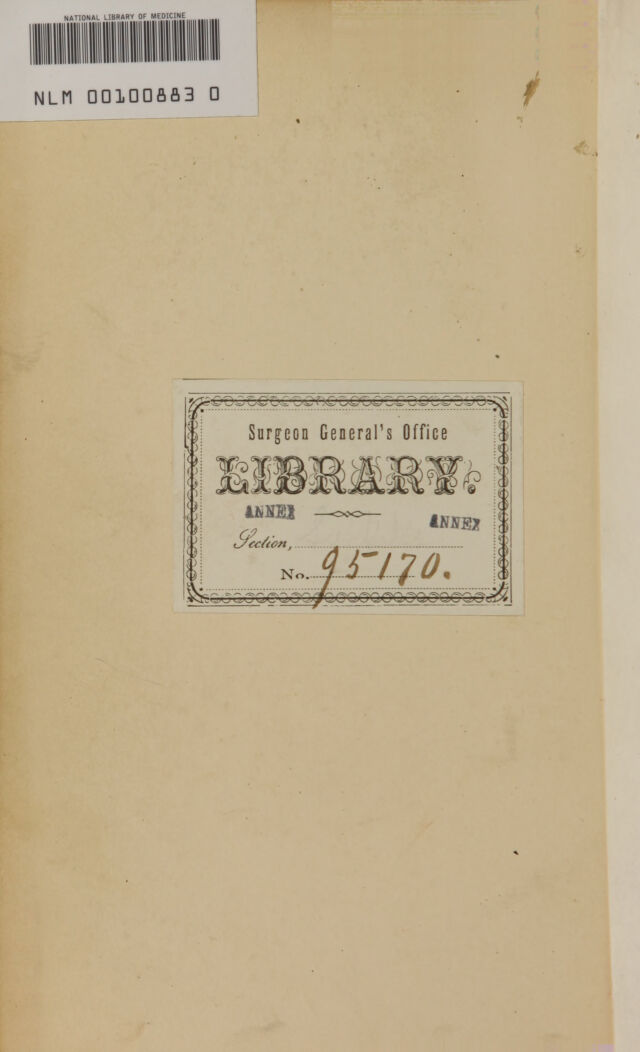 NATIONAL LIBRARY OF MEDICINE
NLM 00100883 0
Surgeon General's Office
LIBRARY.
ANNEX
ANNEX
Section,
No. 95170.